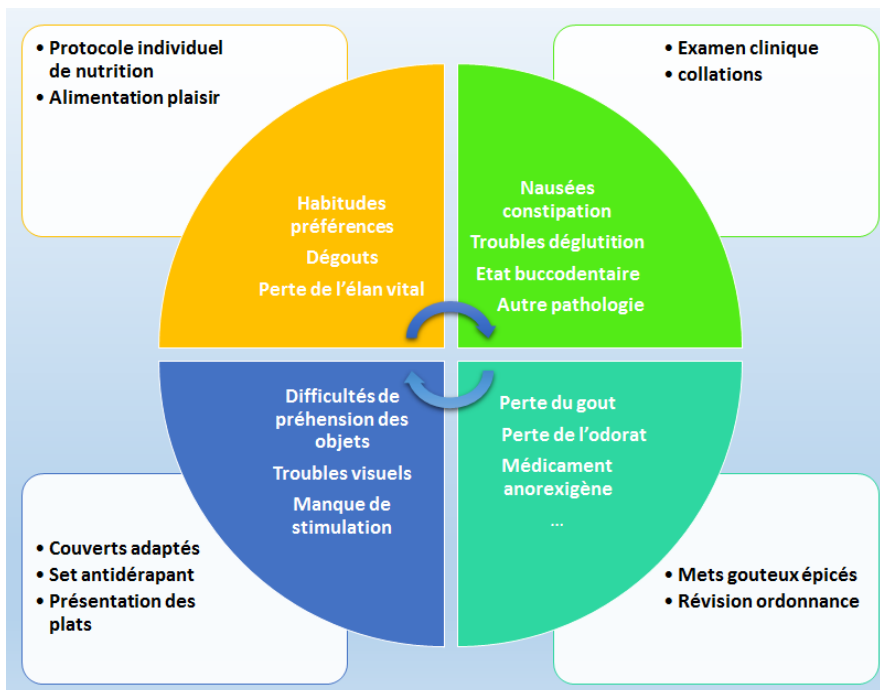 • Protocole individuel
de nutrition
• Alimentation plaisir
• Examen clinique
• collations
Habitudes
préférences
Dégouts
Perte de l'élan vital
Nausées
constipation
Troubles déglutition
Etat buccodentaire
Autre pathologie
Difficultés de
préhension des
objets
Troubles visuels
Manque de
stimulation
Perte du gout
Perte de l'odorat
Médicament
anorexigène
...
• Couverts adaptés
• Set antidérapant
• Présentation des
plats
• Mets gouteux épicés
• Révision ordonnance